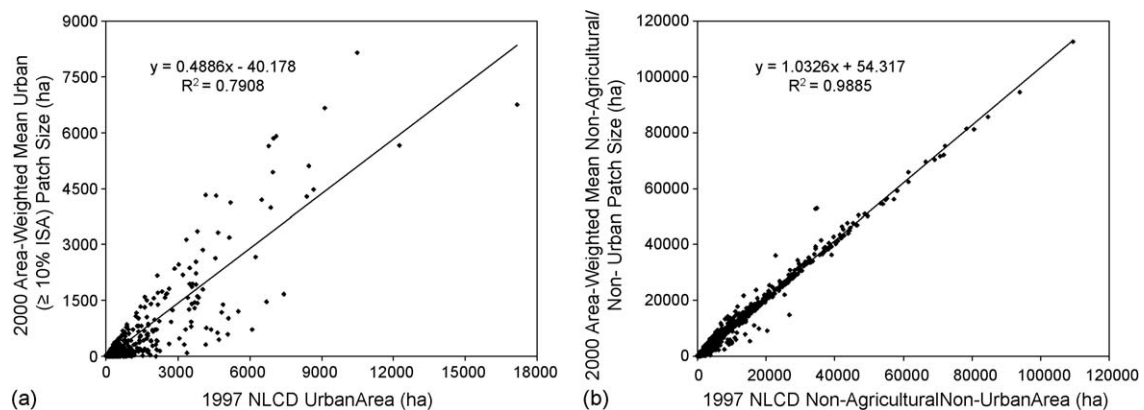 2000 Area-Weighted Mean Urban
(≥ 10% ISA) Patch Size (ha)
9000
7500
6000
4500
3000
1500
0
y = 0.4886x - 40.178
R² = 0.7908
0 3000 6000 9000 12000 15000 18000
(a) 1997 NLCD UrbanArea (ha)
2000 Area-Weighted Mean Non-Agricultural/
Non- Urban Patch Size (ha)
120000
100000
80000
60000
40000
20000
0
y = 1.0326x + 54.317
R² = 0.9885
0 20000 40000 60000 80000 100000 120000
(b) 1997 NLCD Non-AgriculturalNon-UrbanArea (ha)